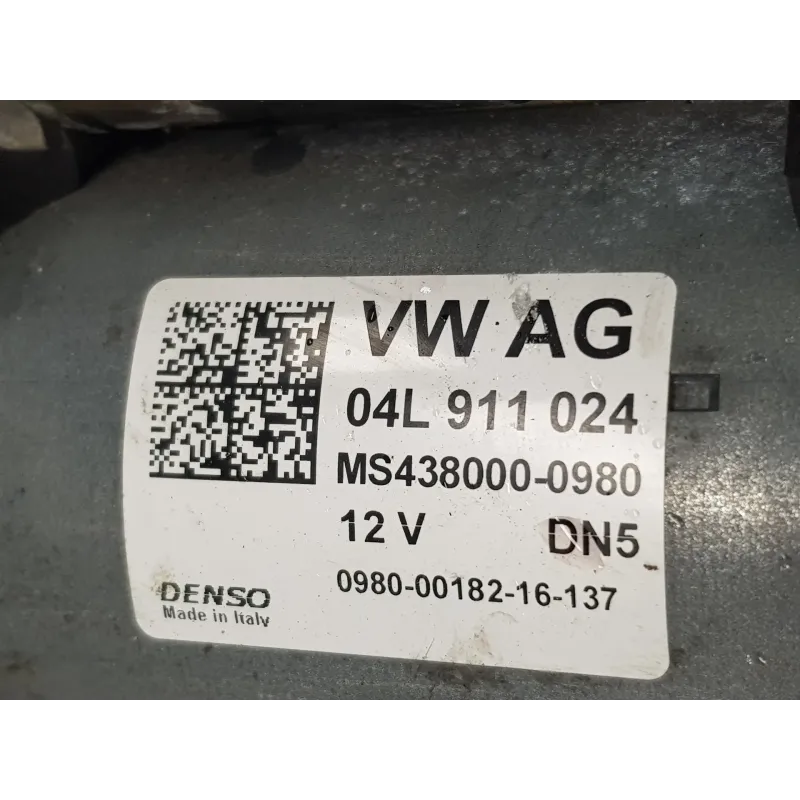 VW AG
04L 911 024
MS438000-0980
12 V DN5
0980-00182-16-137
DENSO
Made in Italy